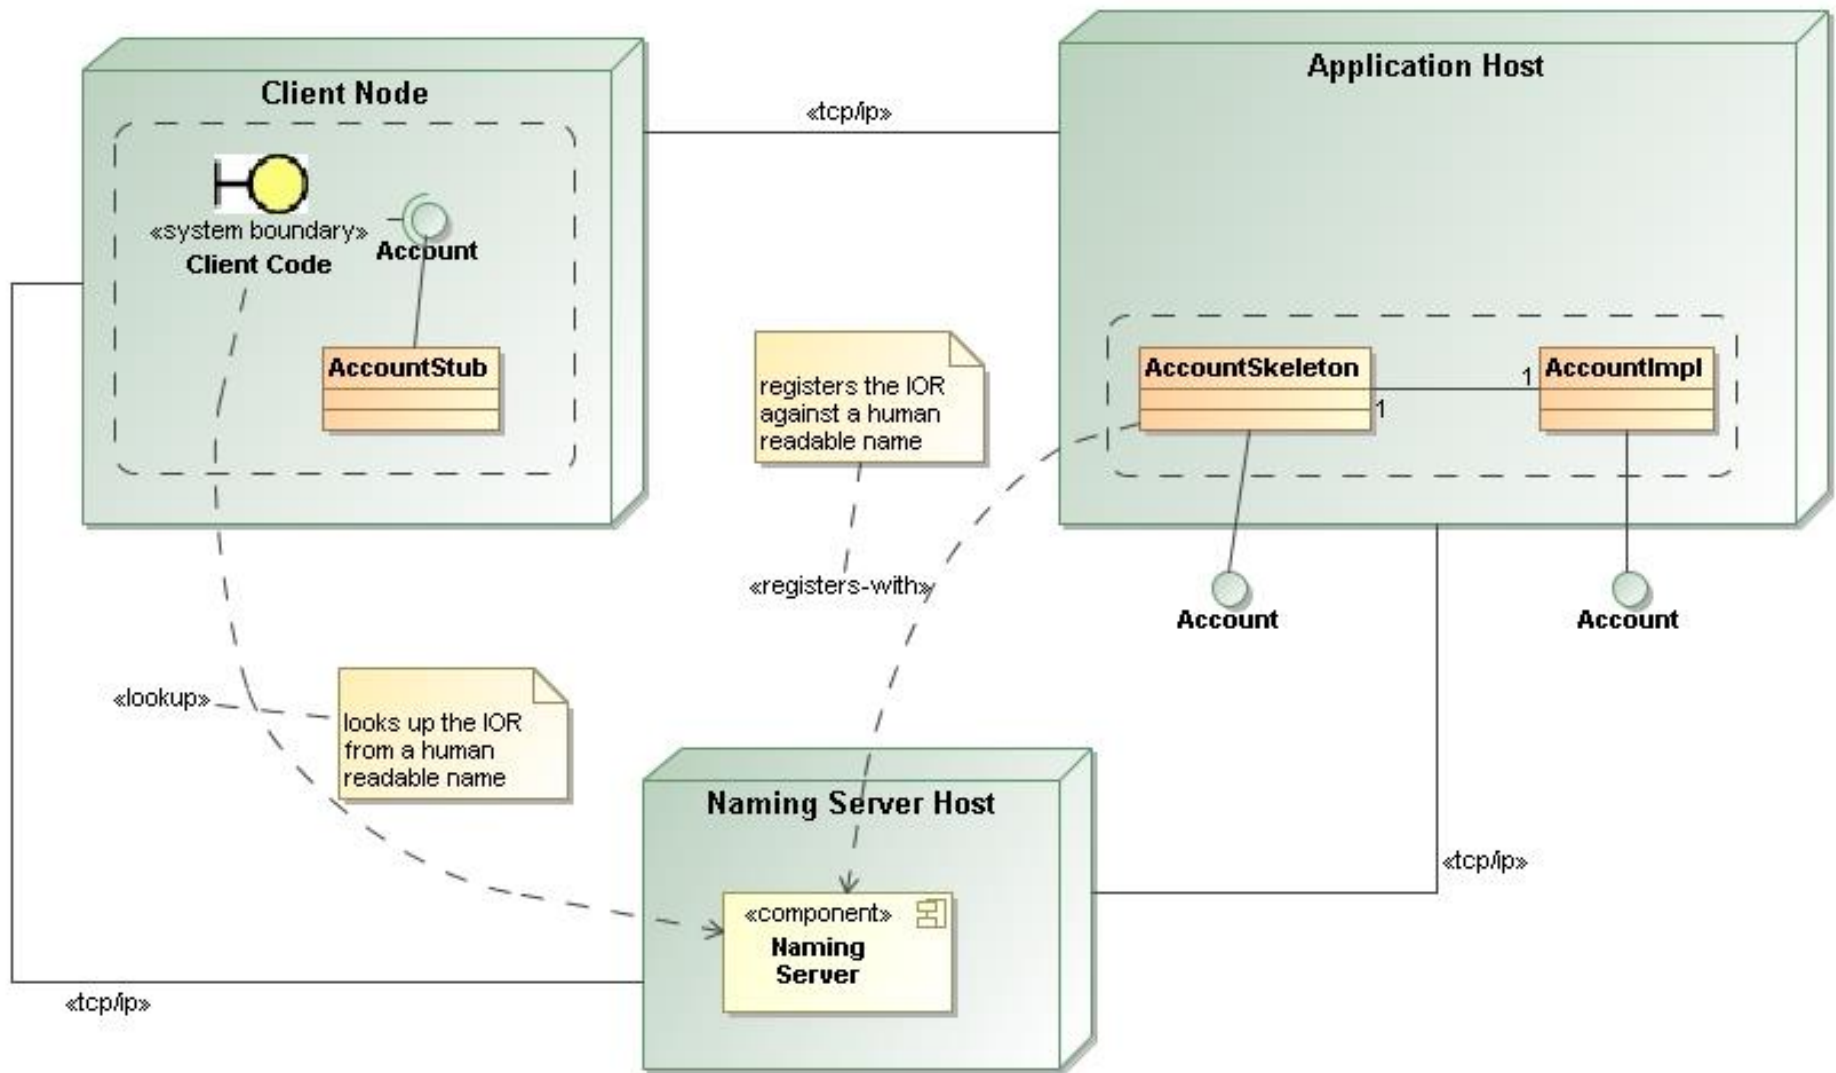 Client Node
«system boundary»
Client Code
Account
AccountStub
«tcp/ip»
Application Host
AccountSkeleton
1
1
AccountImpl
Account
Account
registers the IOR
against a human
readable name
«registers-with»
«lookup»
looks up the IOR
from a human
readable name
Naming Server Host
«component»
Naming
Server
«tcp/ip»
«tcp/ip»